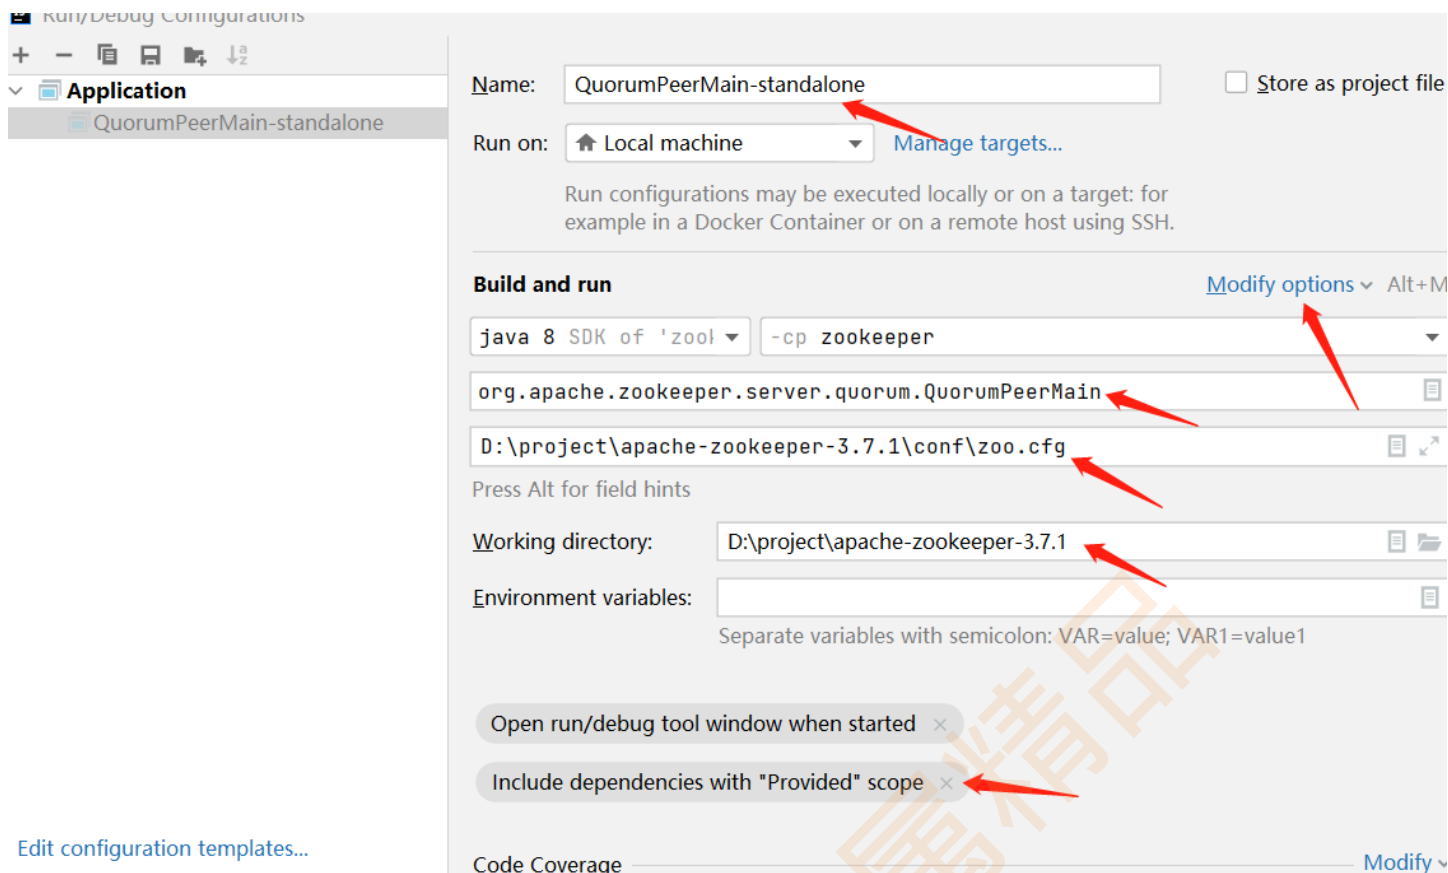 Run/Debug Configurations
Application
QuorumPeerMain-standalone
Name: QuorumPeerMain-standalone
Store as project file
Run on: Local machine
Manage targets...
Run configurations may be executed locally or on a target: for
example in a Docker Container or on a remote host using SSH.
Build and run
Modify options Alt+M
java 8 SDK of 'zook
-cp zookeeper
org.apache.zookeeper.server.quorum.QuorumPeerMain
D:\project\apache-zookeeper-3.7.1\conf\zoo.cfg
Press Alt for field hints
Working directory: D:\project\apache-zookeeper-3.7.1
Environment variables:
Separate variables with semicolon: VAR=value; VAR1=value1
Open run/debug tool window when started
Include dependencies with "Provided" scope
Edit configuration templates...
Code Coverage
Modify
属精品